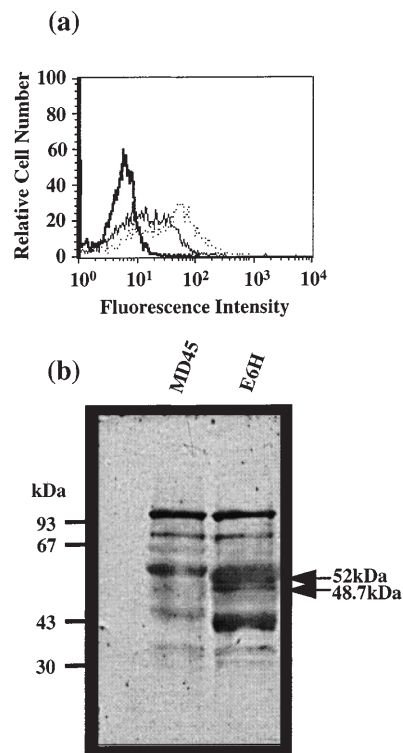 (a)
Relative Cell Number
100
80
60
40
20
0
10⁰ 10¹ 10² 10³ 10⁴
Fluorescence Intensity
(b)
MD45 E6H
kDa
93
67
52kDa
48.7kDa
43
30